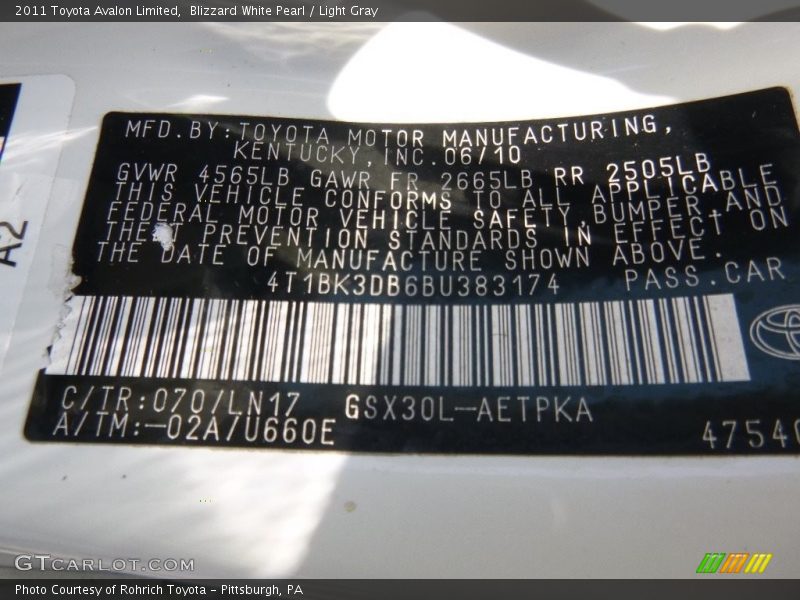 2011 Toyota Avalon Limited, Blizzard White Pearl / Light Gray
MFD.BY:TOYOTA MOTOR MANUFACTURING,
KENTUCKY,INC.06/10
GVWR 4565LB GAWR FR 2665LB RR 2505LB
THIS VEHICLE CONFORMS TO ALL APPLICABLE
FEDERAL MOTOR VEHICLE SAFETY,BUMPER AND
THEFT PREVENTION STANDARDS IN EFFECT ON
THE DATE OF MANUFACTURE SHOWN ABOVE.
4T1BK3DB6BU383174 PASS.CAR
C/TR:070/LN17 GSX30L-AETPKA
A/TM:-02A/U660E
4754
A2
GTCARLOT.COM
Photo Courtesy of Rohrich Toyota - Pittsburgh, PA